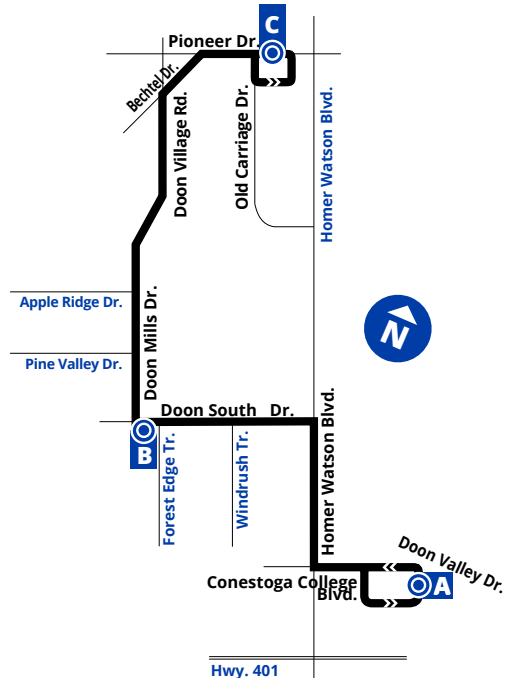 C
Pioneer Dr.
Bechtel Dr.
Doon Village Rd.
Old Carriage Dr.
Homer Watson Blvd.
Apple Ridge Dr.
Doon Mills Dr.
N
Pine Valley Dr.
Doon South Dr.
B
Forest Edge Tr.
Windrush Tr.
Homer Watson Blvd.
Doon Valley Dr.
Conestoga College
Blvd.
A
Hwy. 401